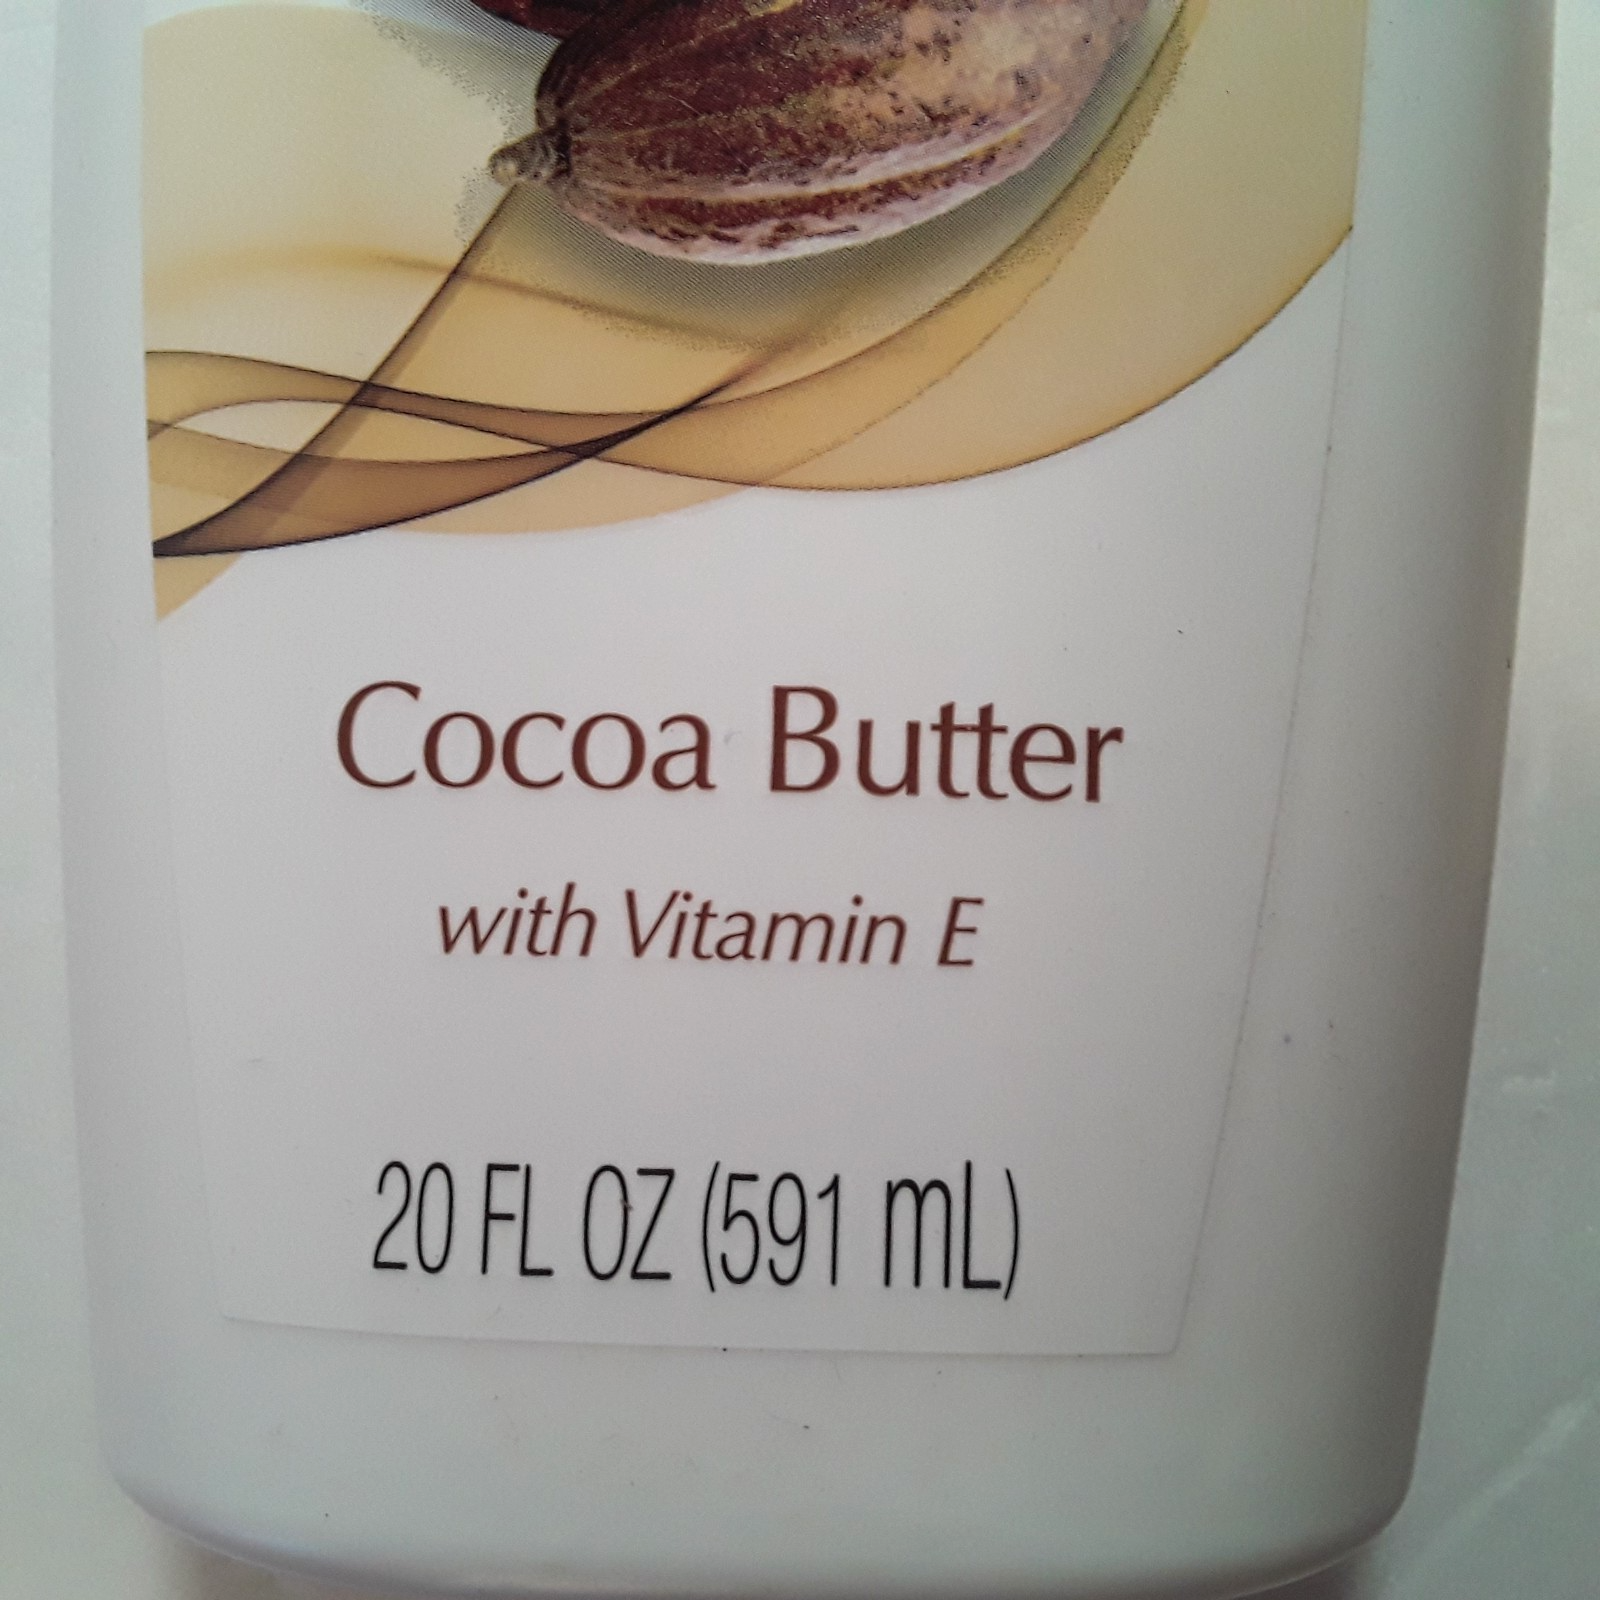 Cocoa Butter
with Vitamin E
20 FL OZ (591 mL)